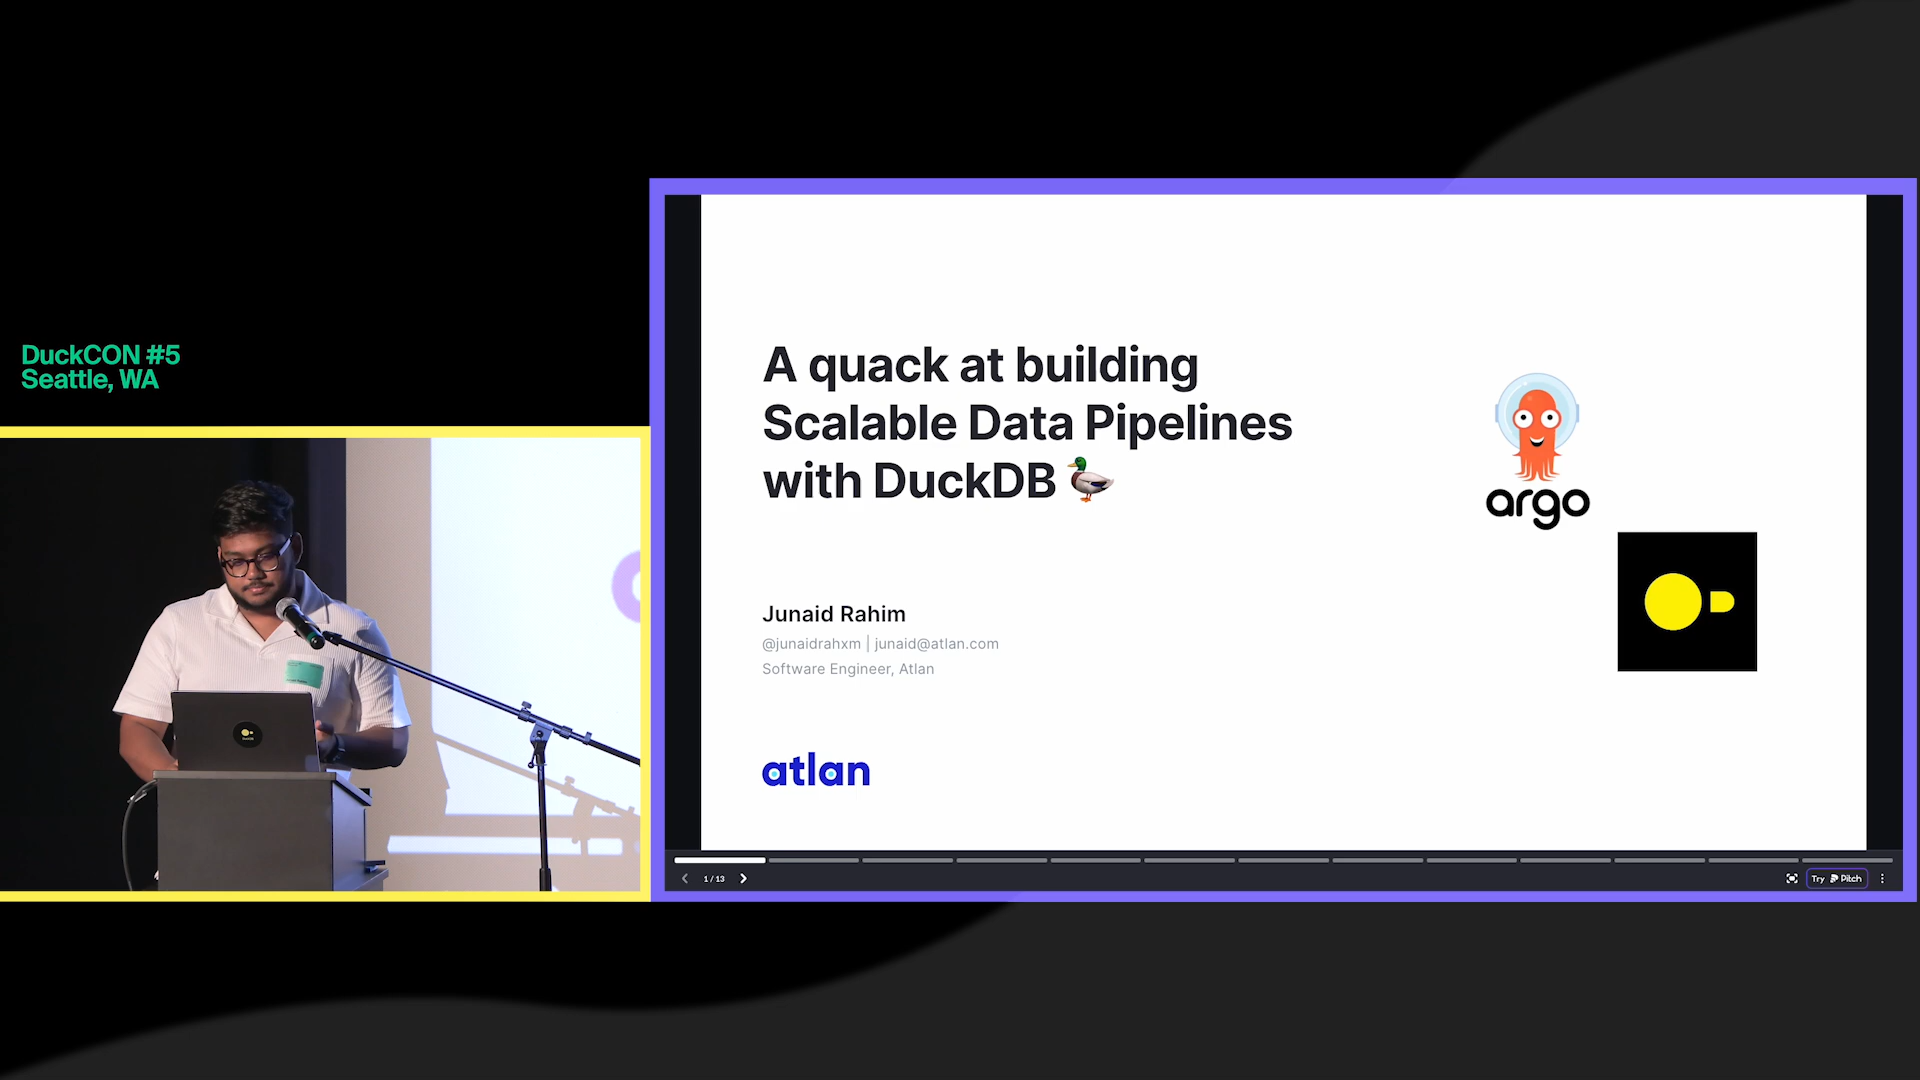 DuckCON #5
Seattle, WA
A quack at building
Scalable Data Pipelines
with DuckDB
argo
Junaid Rahim
@junaidrahxm | junaid@atlan.com
Software Engineer, Atlan
atlan
1 / 13
Try Pitch